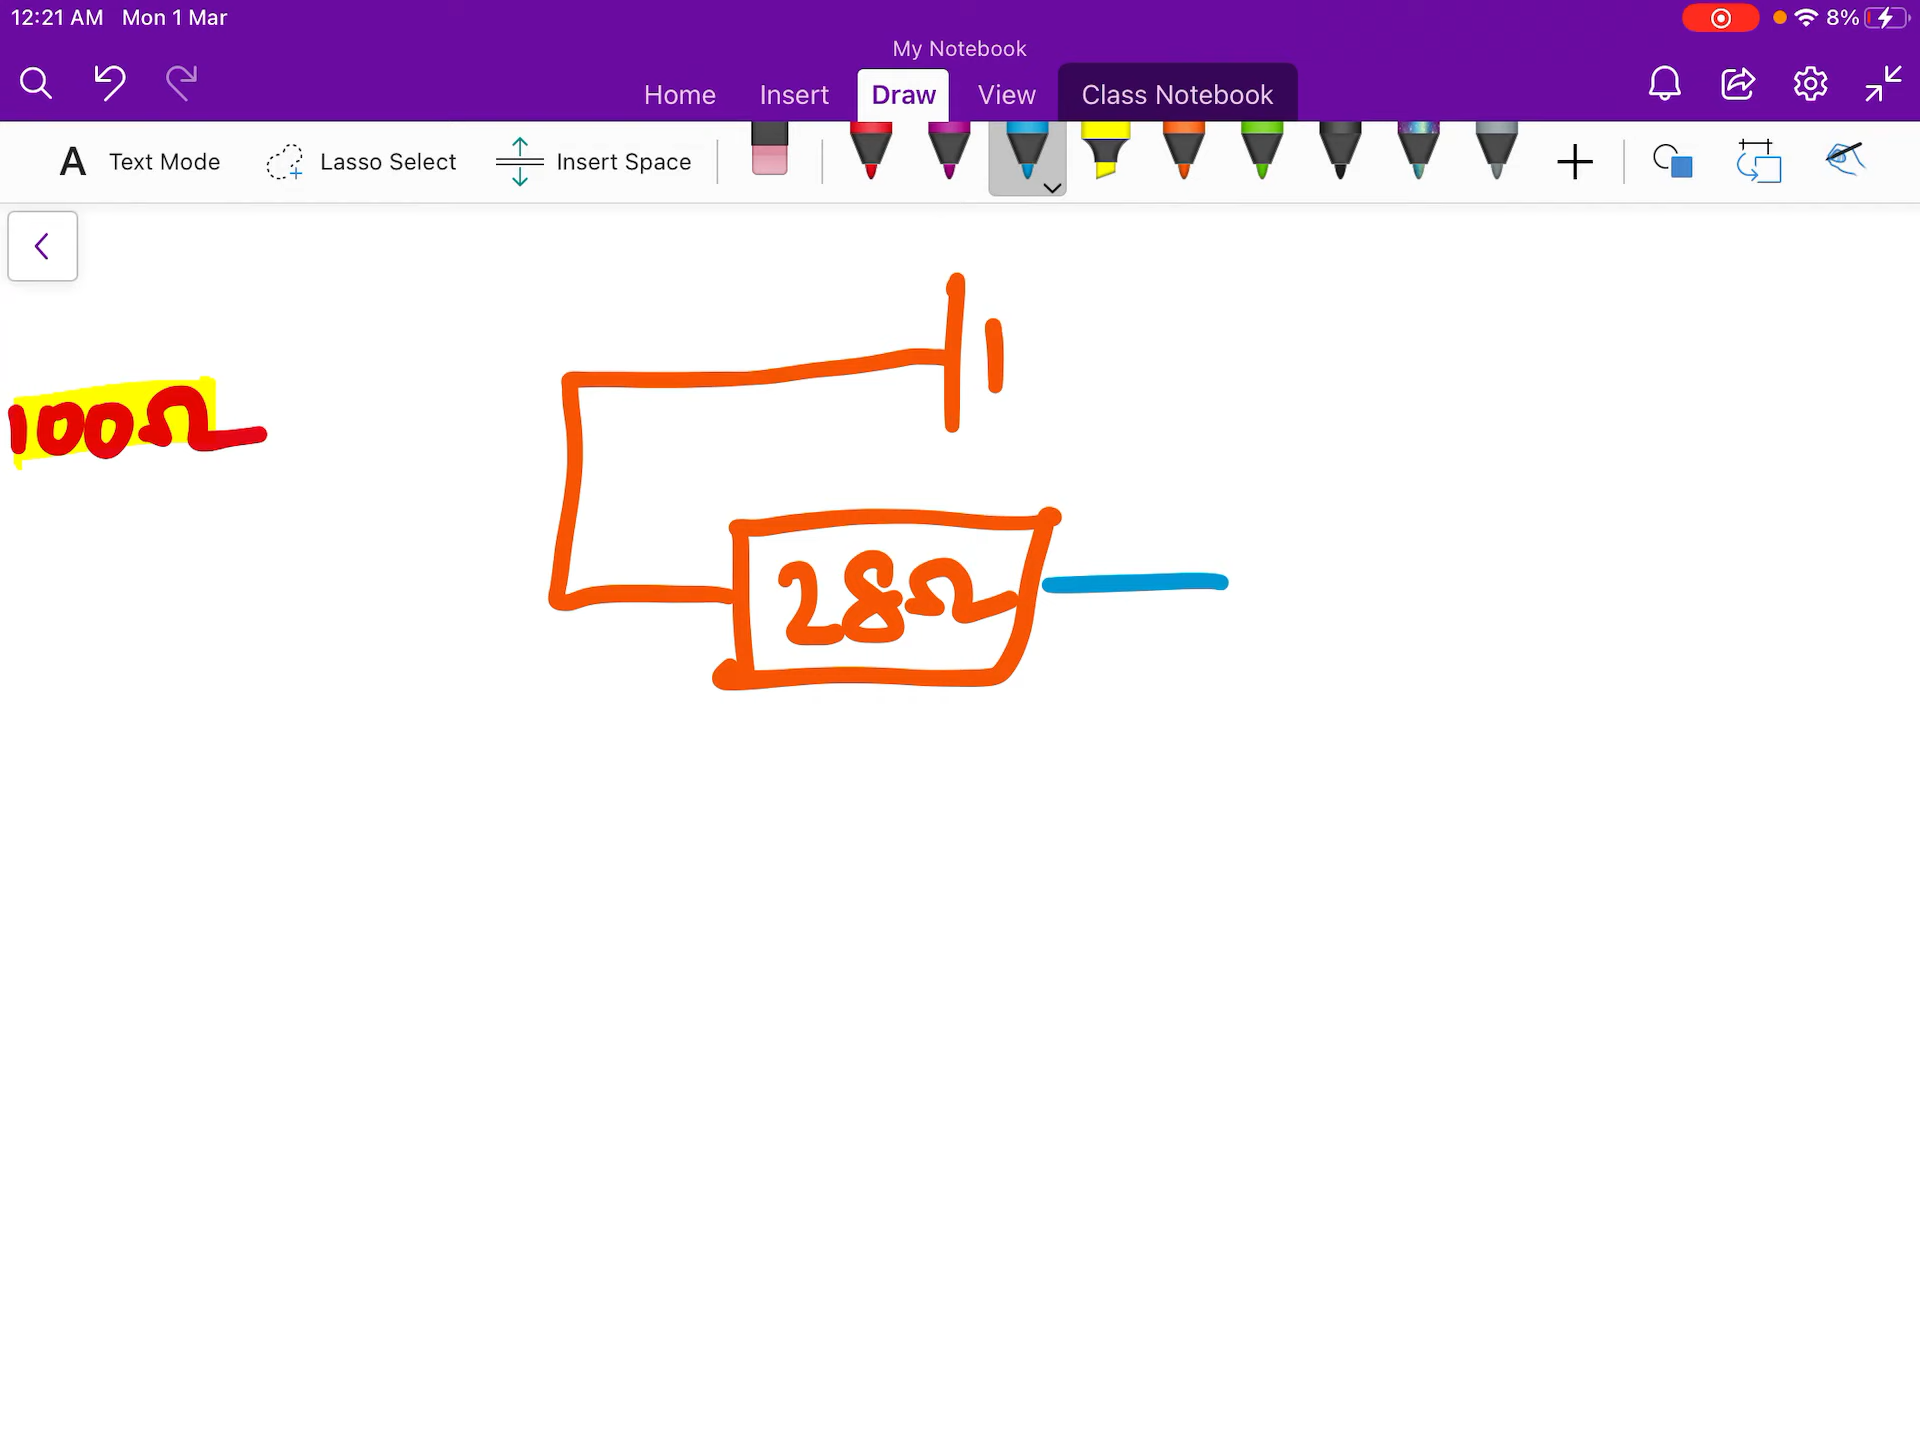 12:21 AM Mon 1 Mar
8%
My Notebook
Home Insert Draw View Class Notebook
A Text Mode Lasso Select Insert Space
100Ω
28Ω